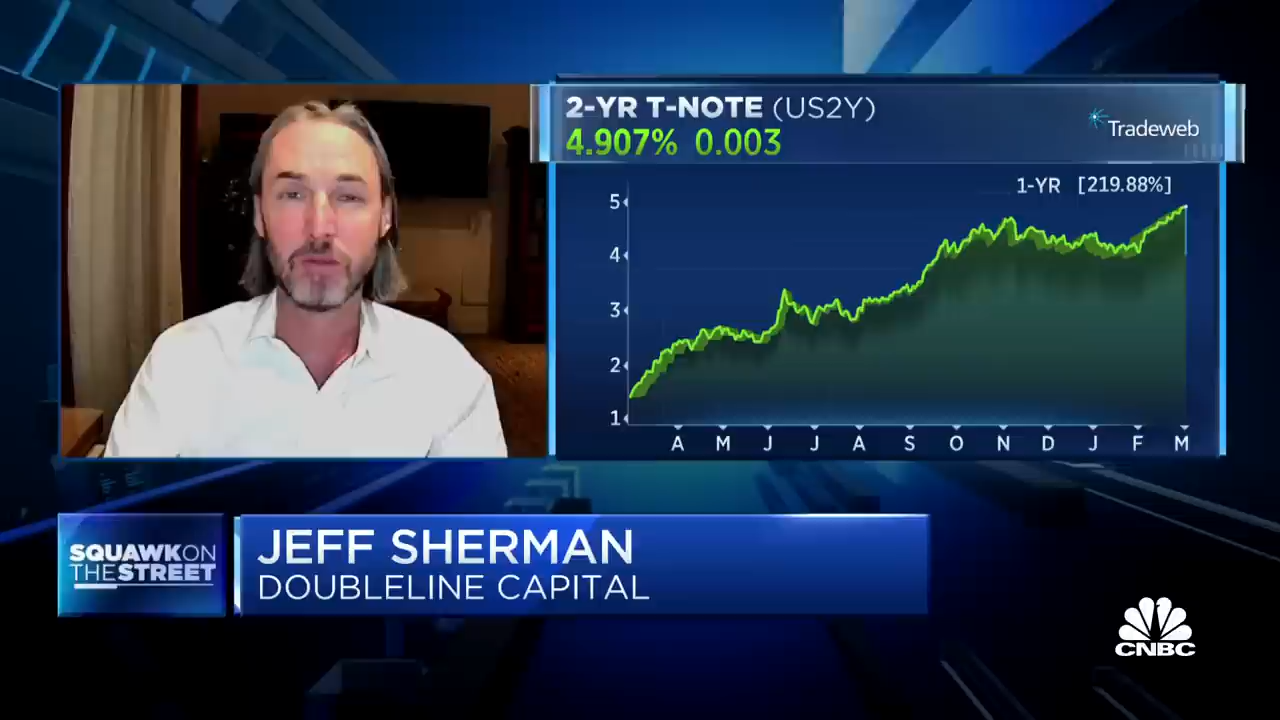 2-YR T-NOTE (US2Y)
4.907% 0.003
Tradeweb
1-YR [219.88%]
5
4
3
2
1
A M J J A S O N D J F M
SQUAWK ON
THE STREET
JEFF SHERMAN
DOUBLELINE CAPITAL
CNBC